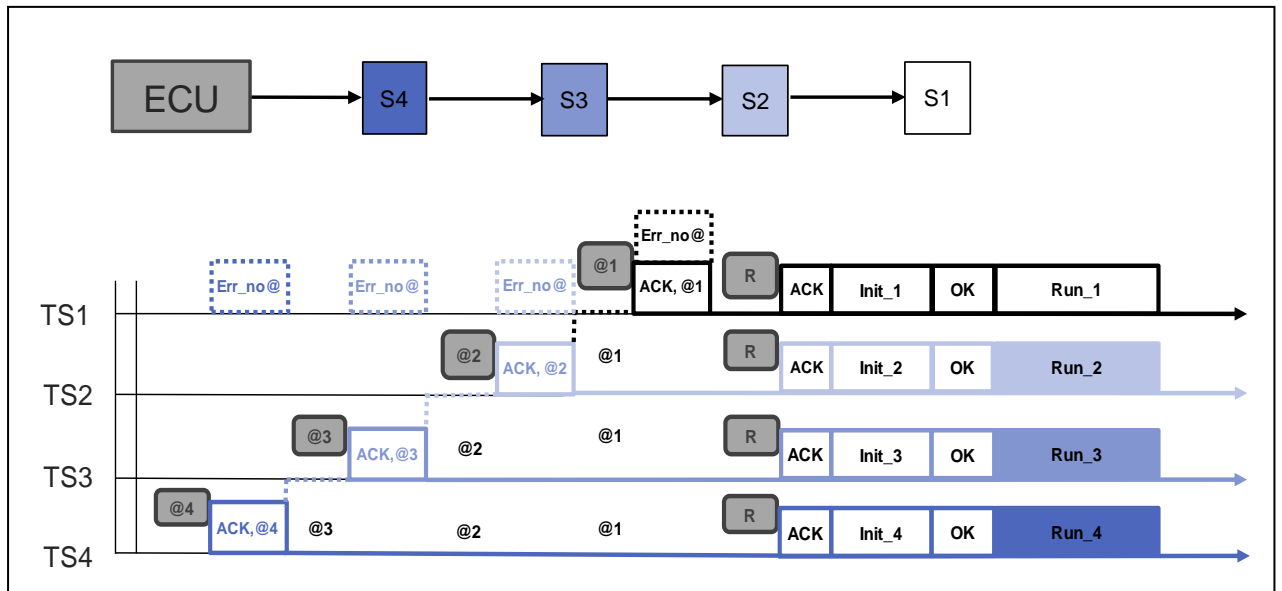 ECU S4 S3 S2 S1
Err_no@
Err_no@ Err_no@ Err_no@ @1 ACK, @1 R ACK Init_1 OK Run_1
TS1
@2 ACK, @2 @1 R ACK Init_2 OK Run_2
TS2
@3 ACK,@3 @2 @1 R ACK Init_3 OK Run_3
TS3
@4 ACK,@4 @3 @2 @1 R ACK Init_4 OK Run_4
TS4